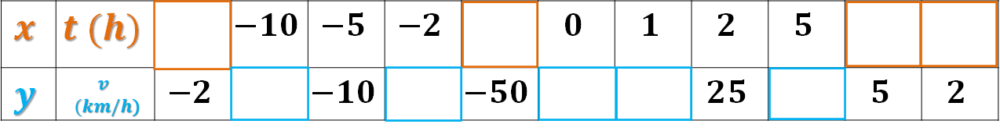 x t (h) −10 −5 −2 0 1 2 5
y v (km/h) −2 −10 −50 25 5 2